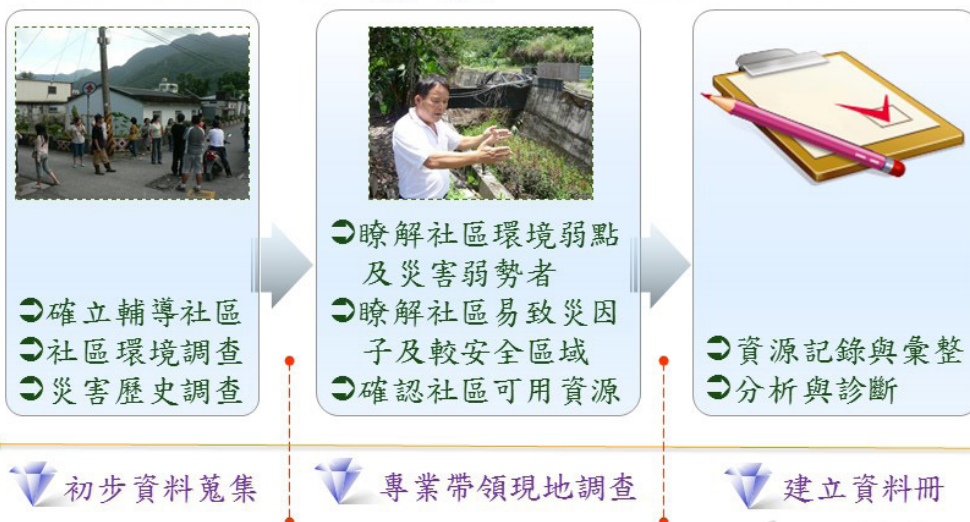 ➲確立輔導社區
➲社區環境調查
➲災害歷史調查
➲瞭解社區環境弱點
及災害弱勢者
➲瞭解社區易致災因
子及較安全區域
➲確認社區可用資源
➲資源記錄與彙整
➲分析與診斷
初步資料蒐集
專業帶領現地調查
建立資料冊